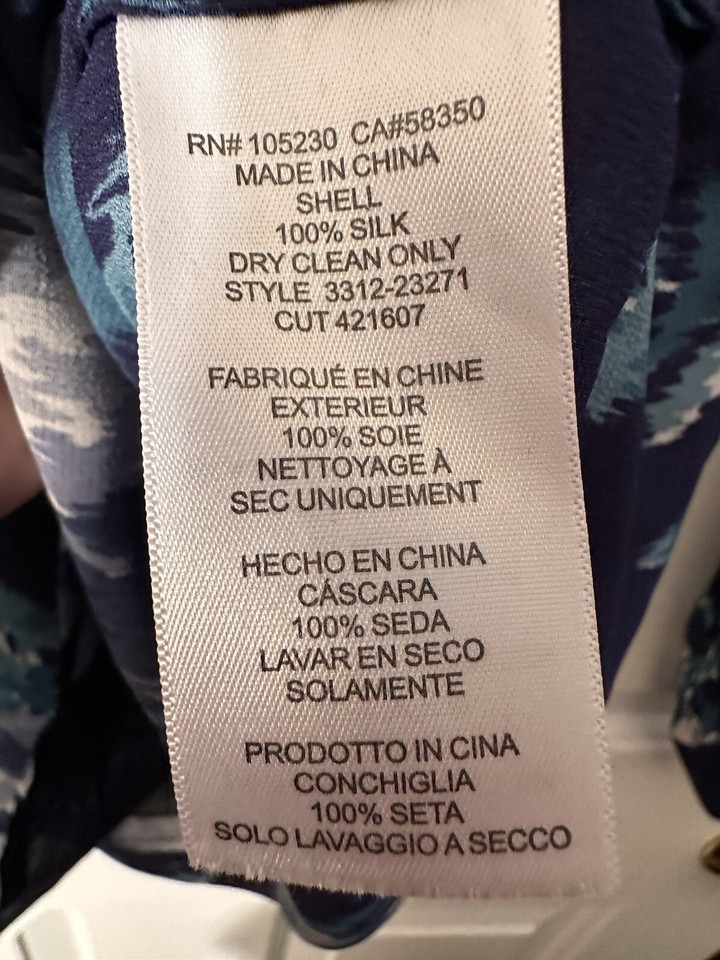 RN# 105230 CA#58350
MADE IN CHINA
SHELL
100% SILK
DRY CLEAN ONLY
STYLE 3312-23271
CUT 421607
FABRIQUÉ EN CHINE
EXTERIEUR
100% SOIE
NETTOYAGE À
SEC UNIQUEMENT
HECHO EN CHINA
CÁSCARA
100% SEDA
LAVAR EN SECO
SOLAMENTE
PRODOTTO IN CINA
CONCHIGLIA
100% SETA
SOLO LAVAGGIO A SECCO